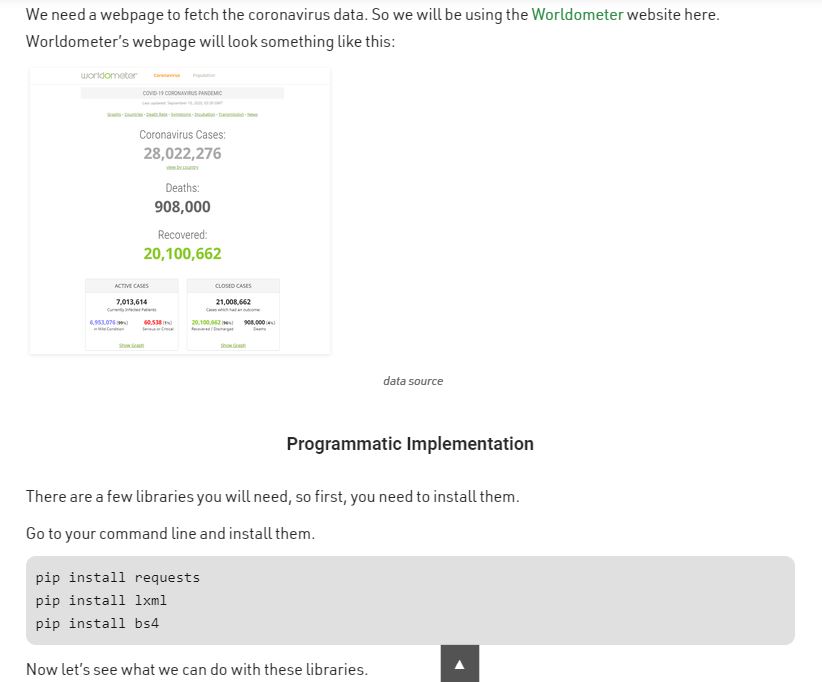 We need a webpage to fetch the coronavirus data. So we will be using the Worldometer website here.
Worldometer's webpage will look something like this:
worldometer Coronavirus Population
COVID-19 CORONAVIRUS PANDEMIC
Last updated: September 10, 2020, 02:30 GMT
Graphs - Countries - Death Rate - Symptoms - Incubation - Transmission - News
Coronavirus Cases:
28,022,276
view by country
Deaths:
908,000
Recovered:
20,100,662
ACTIVE CASES
7,013,614
Currently Infected Patients
6,953,076 (99%) 60,538 (1%)
in Mild Condition Serious or Critical
Show Graph
CLOSED CASES
21,008,662
Cases which had an outcome:
20,100,662 (96%) 908,000 (4%)
Recovered / Discharged Deaths
Show Graph
data source
Programmatic Implementation
There are a few libraries you will need, so first, you need to install them.
Go to your command line and install them.
pip install requests
pip install lxml
pip install bs4
Now let's see what we can do with these libraries.